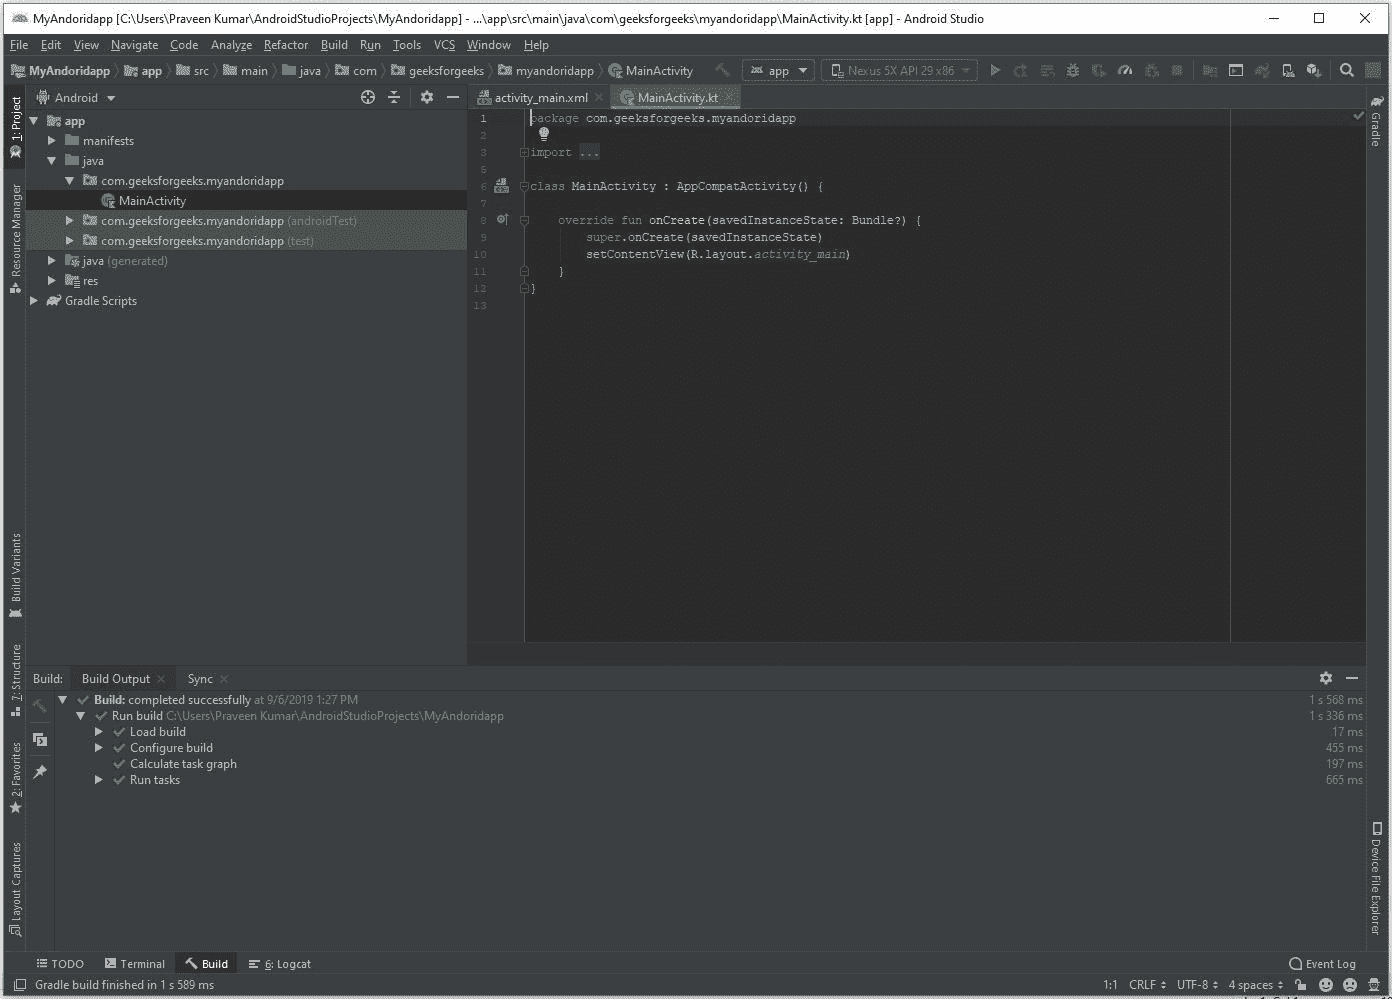 MyAndoridapp [C:\Users\Praveen Kumar\AndroidStudioProjects\MyAndoridapp] - ...\app\src\main\java\com\geeksforgeeks\myandoridapp\MainActivity.kt [app] - Android Studio
File Edit View Navigate Code Analyze Refactor Build Run Tools VCS Window Help
MyAndoridapp app src main java com geeksforgeeks myandoridapp MainActivity app Nexus 5X API 29 x86
1: Project
Resource Manager
Build Variants
7: Structure
2: Favorites
Layout Captures
Android
app
manifests
java
com.geeksforgeeks.myandoridapp
MainActivity
com.geeksforgeeks.myandoridapp (androidTest)
com.geeksforgeeks.myandoridapp (test)
java (generated)
res
Gradle Scripts
activity_main.xml MainActivity.kt
1 package com.geeksforgeeks.myandoridapp
2
3 import ...
5
6 class MainActivity : AppCompatActivity() {
7
8 override fun onCreate(savedInstanceState: Bundle?) {
9 super.onCreate(savedInstanceState)
10 setContentView(R.layout.activity_main)
11 }
12 }
13
Gradle
Device File Explorer
Build: Build Output Sync
Build: completed successfully at 9/6/2019 1:27 PM 1 s 568 ms
Run build C:\Users\Praveen Kumar\AndroidStudioProjects\MyAndoridapp 1 s 336 ms
Load build 17 ms
Configure build 455 ms
Calculate task graph 197 ms
Run tasks 665 ms
TODO Terminal Build 6: Logcat Event Log
Gradle build finished in 1 s 589 ms 1:1 CRLF UTF-8 4 spaces